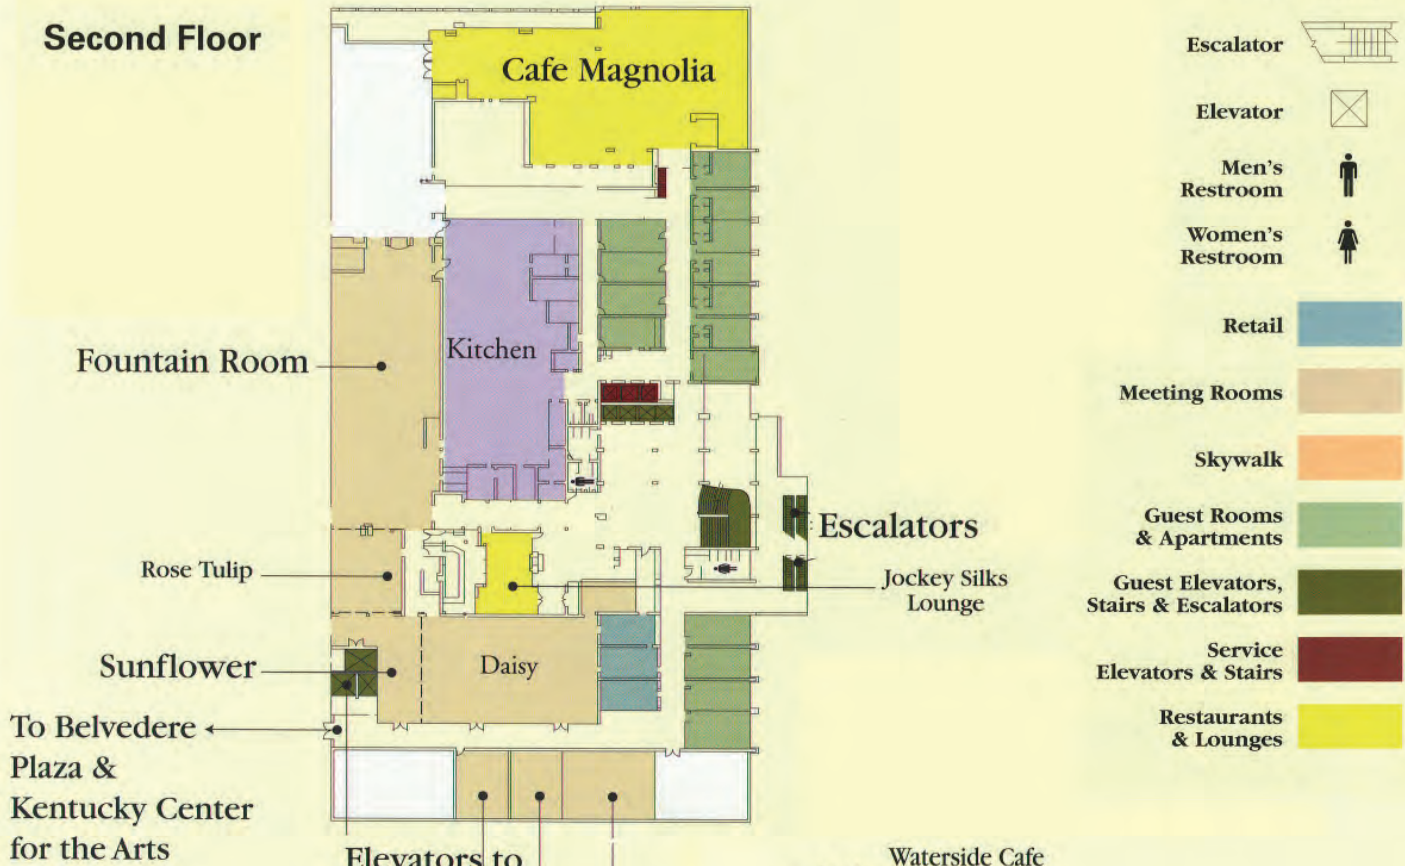 Second Floor
Cafe Magnolia
Kitchen
Fountain Room
Rose Tulip
Escalators
Jockey Silks
Lounge
Sunflower
Daisy
To Belvedere
Plaza &
Kentucky Center
for the Arts
Elevators to
Waterside Cafe
Escalator
Elevator
Men's
Restroom
Women's
Restroom
Retail
Meeting Rooms
Skywalk
Guest Rooms
& Apartments
Guest Elevators,
Stairs & Escalators
Service
Elevators & Stairs
Restaurants
& Lounges